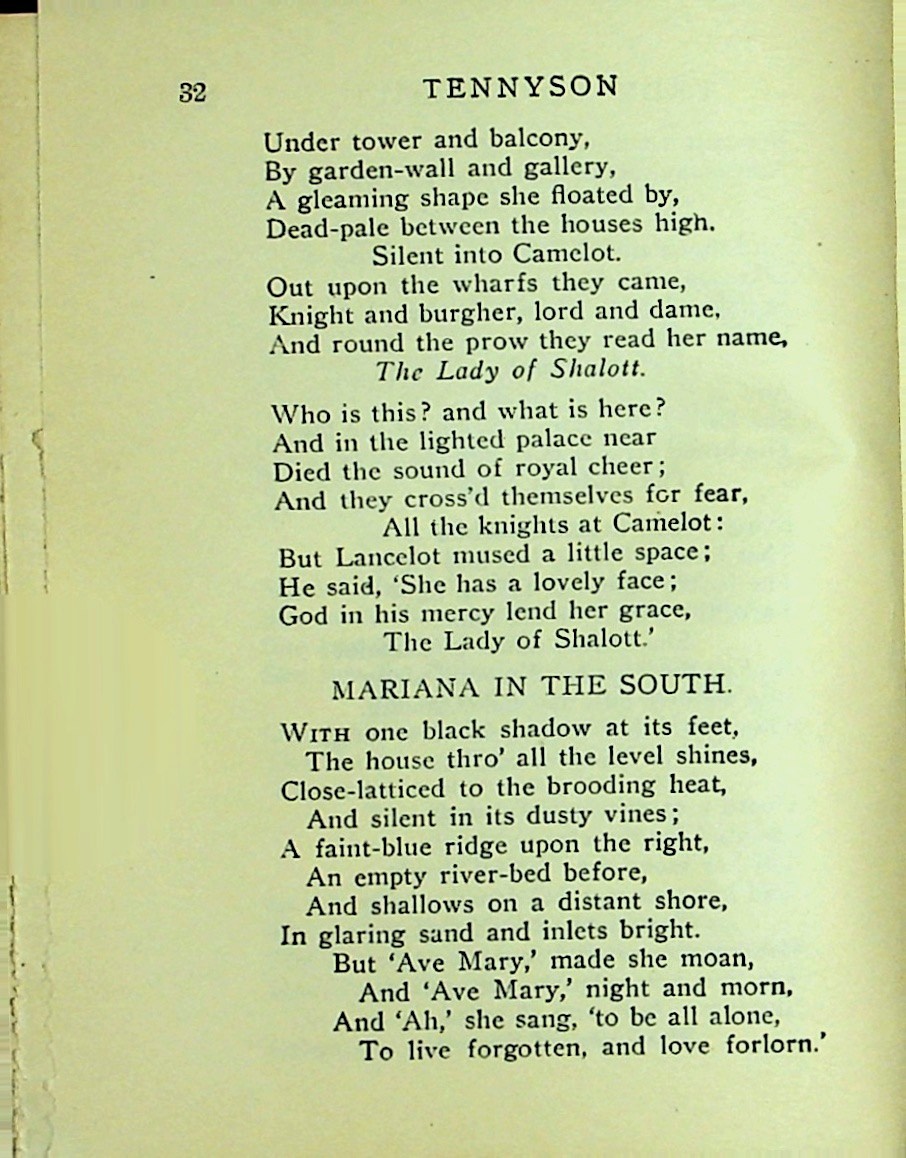 32 TENNYSON
Under tower and balcony,
By garden-wall and gallery,
A gleaming shape she floated by,
Dead-pale between the houses high.
Silent into Camelot.
Out upon the wharfs they came,
Knight and burgher, lord and dame,
And round the prow they read her name,
The Lady of Shalott.
Who is this? and what is here?
And in the lighted palace near
Died the sound of royal cheer;
And they cross'd themselves for fear,
All the knights at Camelot:
But Lancelot mused a little space;
He said, 'She has a lovely face;
God in his mercy lend her grace,
The Lady of Shalott.'
MARIANA IN THE SOUTH.
WITH one black shadow at its feet,
The house thro' all the level shines,
Close-latticed to the brooding heat,
And silent in its dusty vines;
A faint-blue ridge upon the right,
An empty river-bed before,
And shallows on a distant shore,
In glaring sand and inlets bright.
But 'Ave Mary,' made she moan,
And 'Ave Mary,' night and morn,
And 'Ah,' she sang, 'to be all alone,
To live forgotten, and love forlorn.'